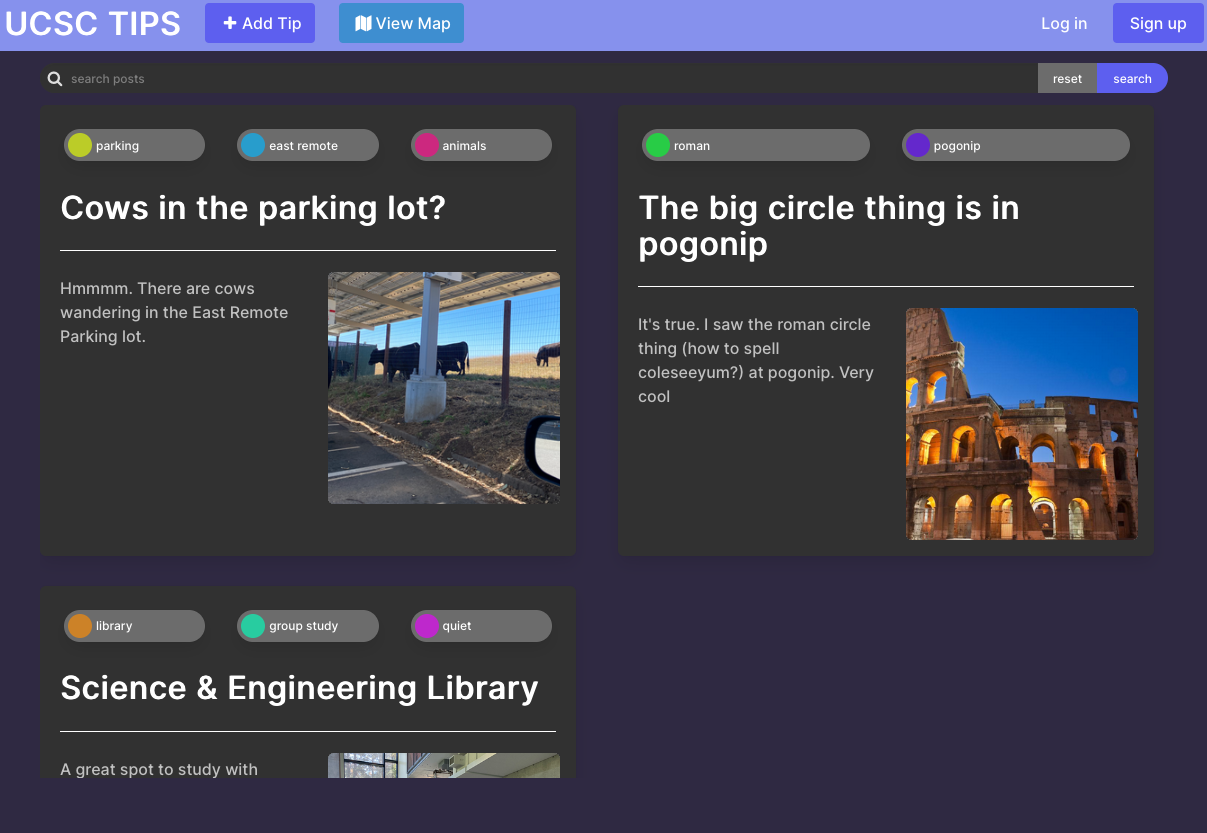 UCSC TIPS
Add Tip
View Map
Log in
Sign up
search posts
reset
search
parking
east remote
animals
Cows in the parking lot?
Hmmmm. There are cows
wandering in the East Remote
Parking lot.
roman
pogonip
The big circle thing is in
pogonip
It's true. I saw the roman circle
thing (how to spell
coleseeyum?) at pogonip. Very
cool
library
group study
quiet
Science & Engineering Library
A great spot to study with